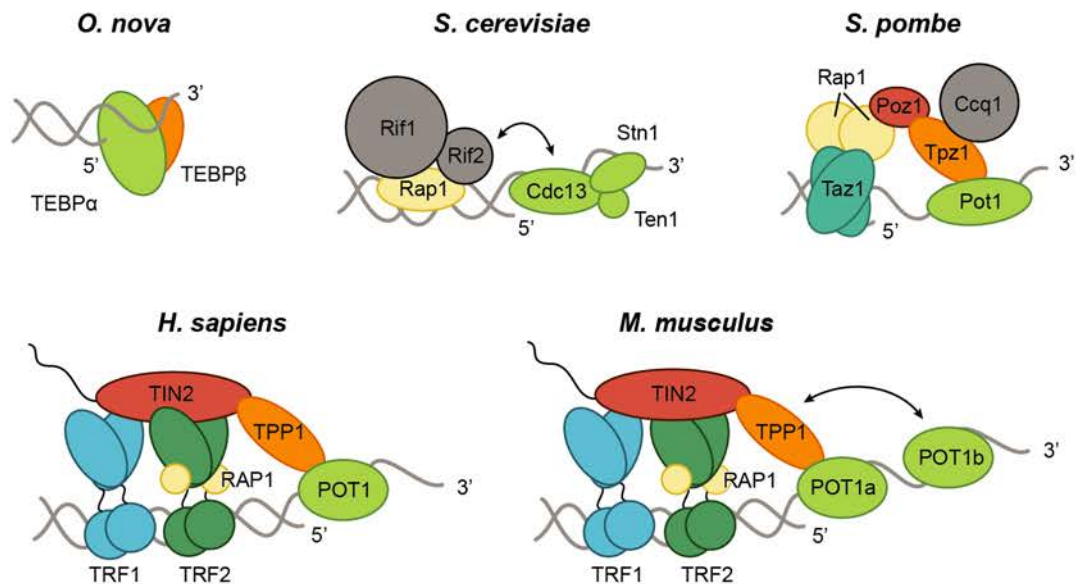 O. nova
S. cerevisiae
S. pombe
3’
5’
TEBPα
TEBPβ
Rif1
Rif2
Rap1
Cdc13
Stn1
Ten1
3’
5’
Rap1
Poz1
Ccq1
Tpz1
Taz1
Pot1
3’
5’
H. sapiens
M. musculus
TIN2
TPP1
RAP1
POT1
3’
5’
TRF1
TRF2
TIN2
TPP1
RAP1
POT1a
POT1b
3’
5’
TRF1
TRF2